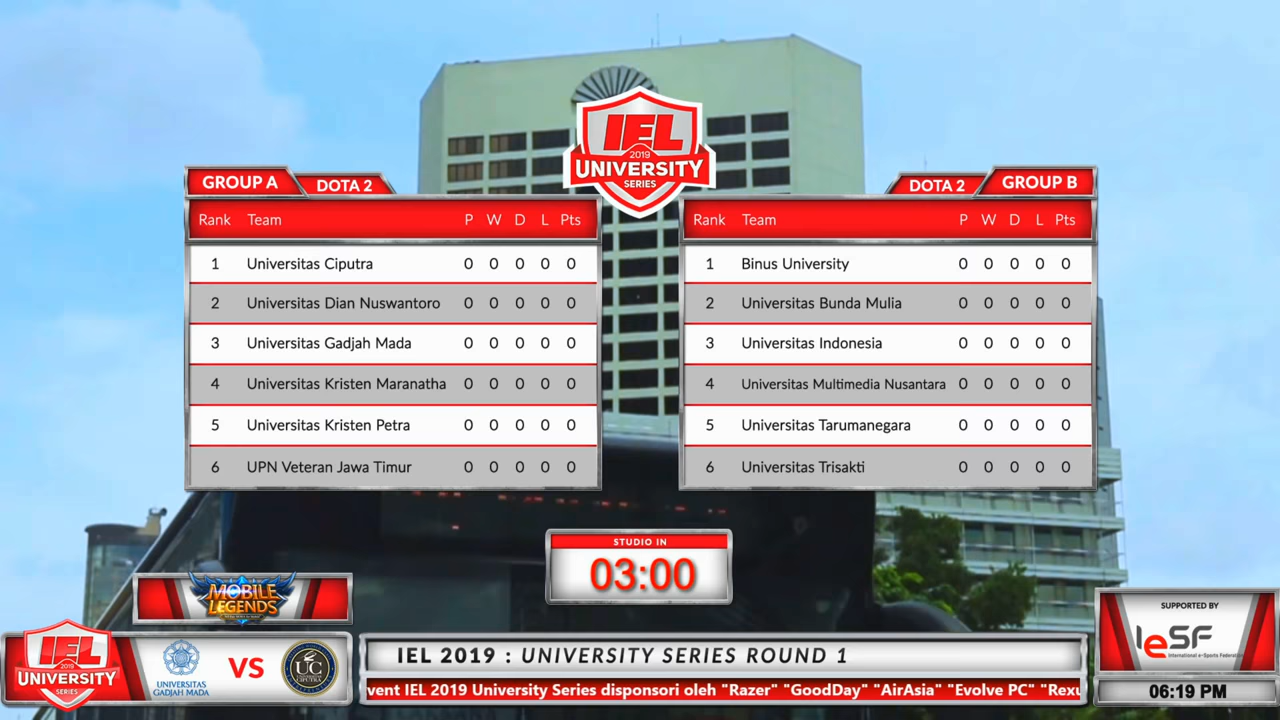 IEL
2019
UNIVERSITY
SERIES
GROUP A DOTA 2
Rank Team P W D L Pts
1 Universitas Ciputra 0 0 0 0 0
2 Universitas Dian Nuswantoro 0 0 0 0 0
3 Universitas Gadjah Mada 0 0 0 0 0
4 Universitas Kristen Maranatha 0 0 0 0 0
5 Universitas Kristen Petra 0 0 0 0 0
6 UPN Veteran Jawa Timur 0 0 0 0 0
DOTA 2 GROUP B
Rank Team P W D L Pts
1 Binus University 0 0 0 0 0
2 Universitas Bunda Mulia 0 0 0 0 0
3 Universitas Indonesia 0 0 0 0 0
4 Universitas Multimedia Nusantara 0 0 0 0 0
5 Universitas Tarumanegara 0 0 0 0 0
6 Universitas Trisakti 0 0 0 0 0
STUDIO IN
03:00
MOBILE
LEGENDS
IEL
2019
UNIVERSITY
SERIES
UNIVERSITAS
GADJAH MADA
VS
UC
IEL 2019 : UNIVERSITY SERIES ROUND 1
vent IEL 2019 University Series disponsori oleh "Razer" "GoodDay" "AirAsia" "Evolve PC" "Rexu
SUPPORTED BY
IeSF
International e-Sports Federation
06:19 PM